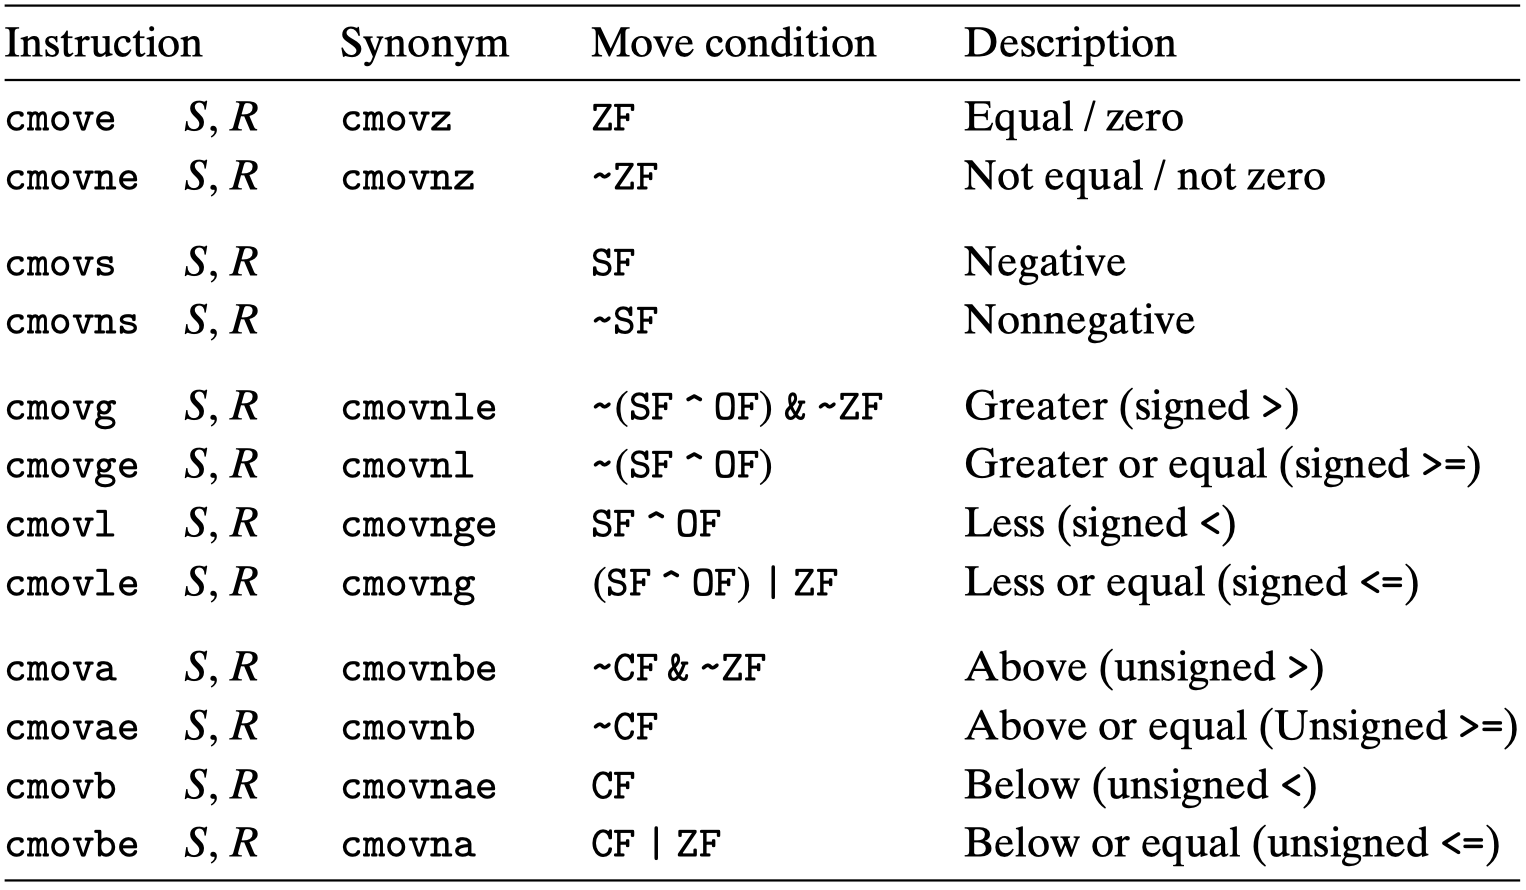 Instruction Synonym Move condition Description
cmove S, R cmovz ZF Equal / zero
cmovne S, R cmovnz ~ZF Not equal / not zero
cmovs S, R SF Negative
cmovns S, R ~SF Nonnegative
cmovg S, R cmovnle ~(SF ^ OF) & ~ZF Greater (signed >)
cmovge S, R cmovnl ~(SF ^ OF) Greater or equal (signed >=)
cmovl S, R cmovnge SF ^ OF Less (signed <)
cmovle S, R cmovng (SF ^ OF) | ZF Less or equal (signed <=)
cmova S, R cmovnbe ~CF & ~ZF Above (unsigned >)
cmovae S, R cmovnb ~CF Above or equal (Unsigned >=)
cmovb S, R cmovnae CF Below (unsigned <)
cmovbe S, R cmovna CF | ZF Below or equal (unsigned <=)